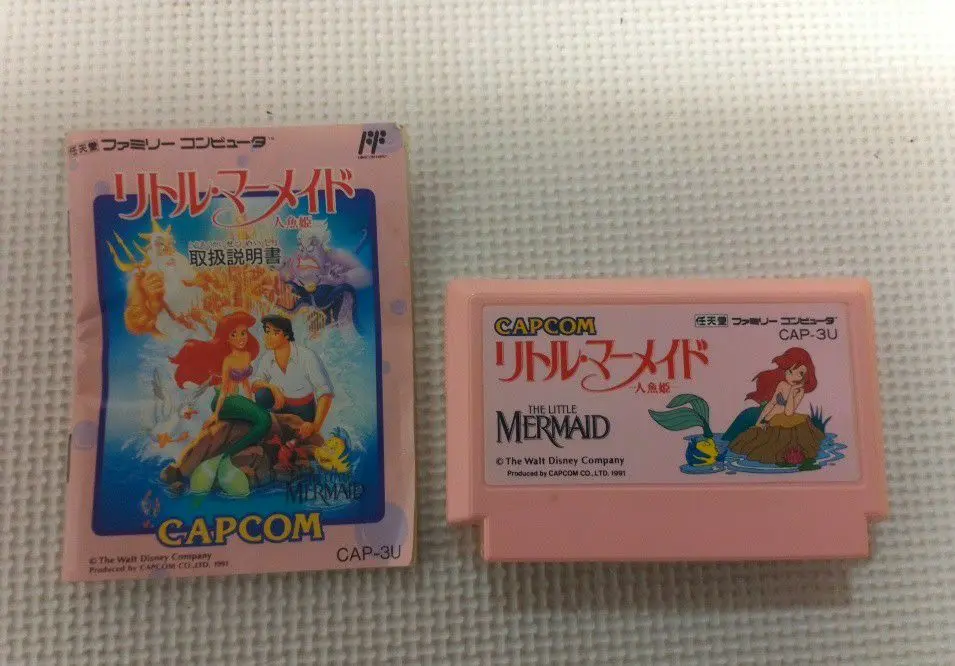 任天堂 ファミリー コンピュータ™
リトル・マーメイド
人魚姫
取扱説明書
MERMAID
CAPCOM
CAP-3U
© The Walt Disney Company
Produced by CAPCOM CO.,LTD. 1991
CAPCOM
任天堂 ファミリー コンピュータ
CAP-3U
リトル・マーメイド
人魚姫
THE LITTLE
MERMAID
© The Walt Disney Company
Produced by CAPCOM CO.,LTD. 1991